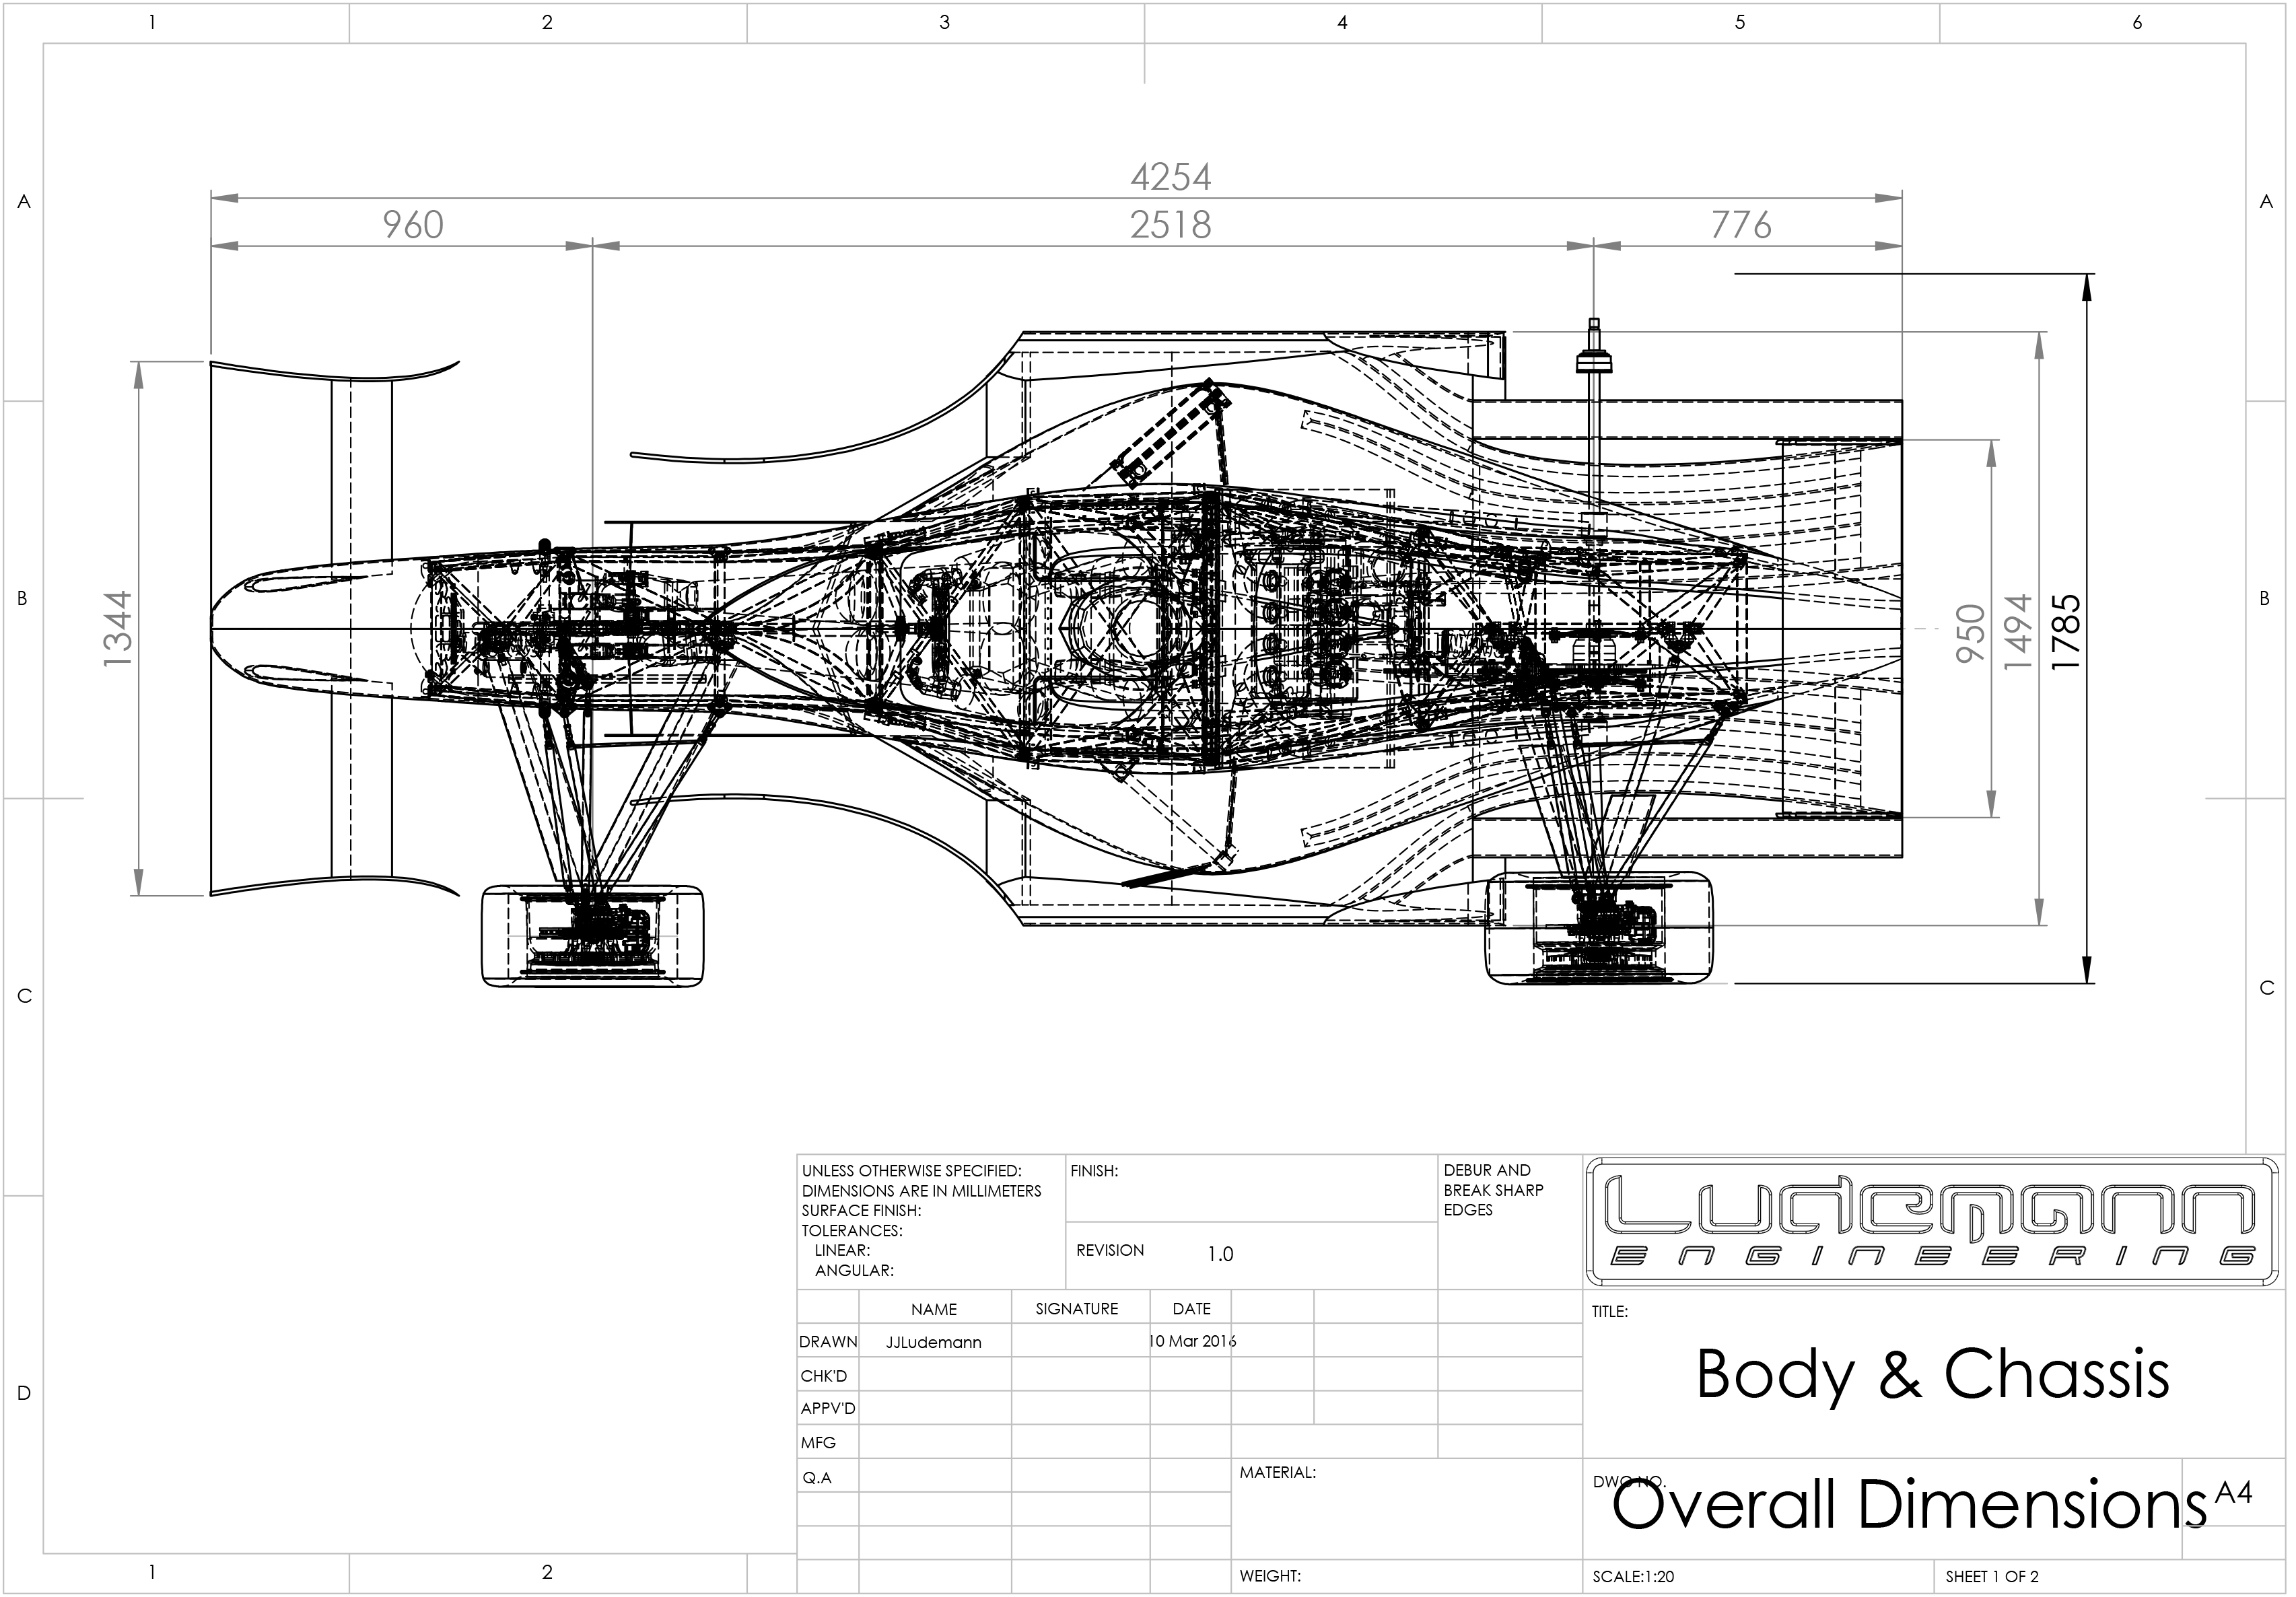 1 2 3 4 5 6
A A
4254
960 2518 776
B B
1344
950
1494
1785
C C
UNLESS OTHERWISE SPECIFIED:
DIMENSIONS ARE IN MILLIMETERS
SURFACE FINISH:
TOLERANCES:
LINEAR:
ANGULAR:
FINISH:
REVISION 1.0
DEBUR AND
BREAK SHARP
EDGES
Ludemann
ENGINEERING
NAME SIGNATURE DATE
DRAWN JJLudemann 10 Mar 2016
CHK'D
APPV'D
MFG
Q.A
TITLE:
Body & Chassis
D
MATERIAL:
DWG NO.
Overall Dimensions
A4
WEIGHT:
SCALE:1:20
SHEET 1 OF 2
1 2